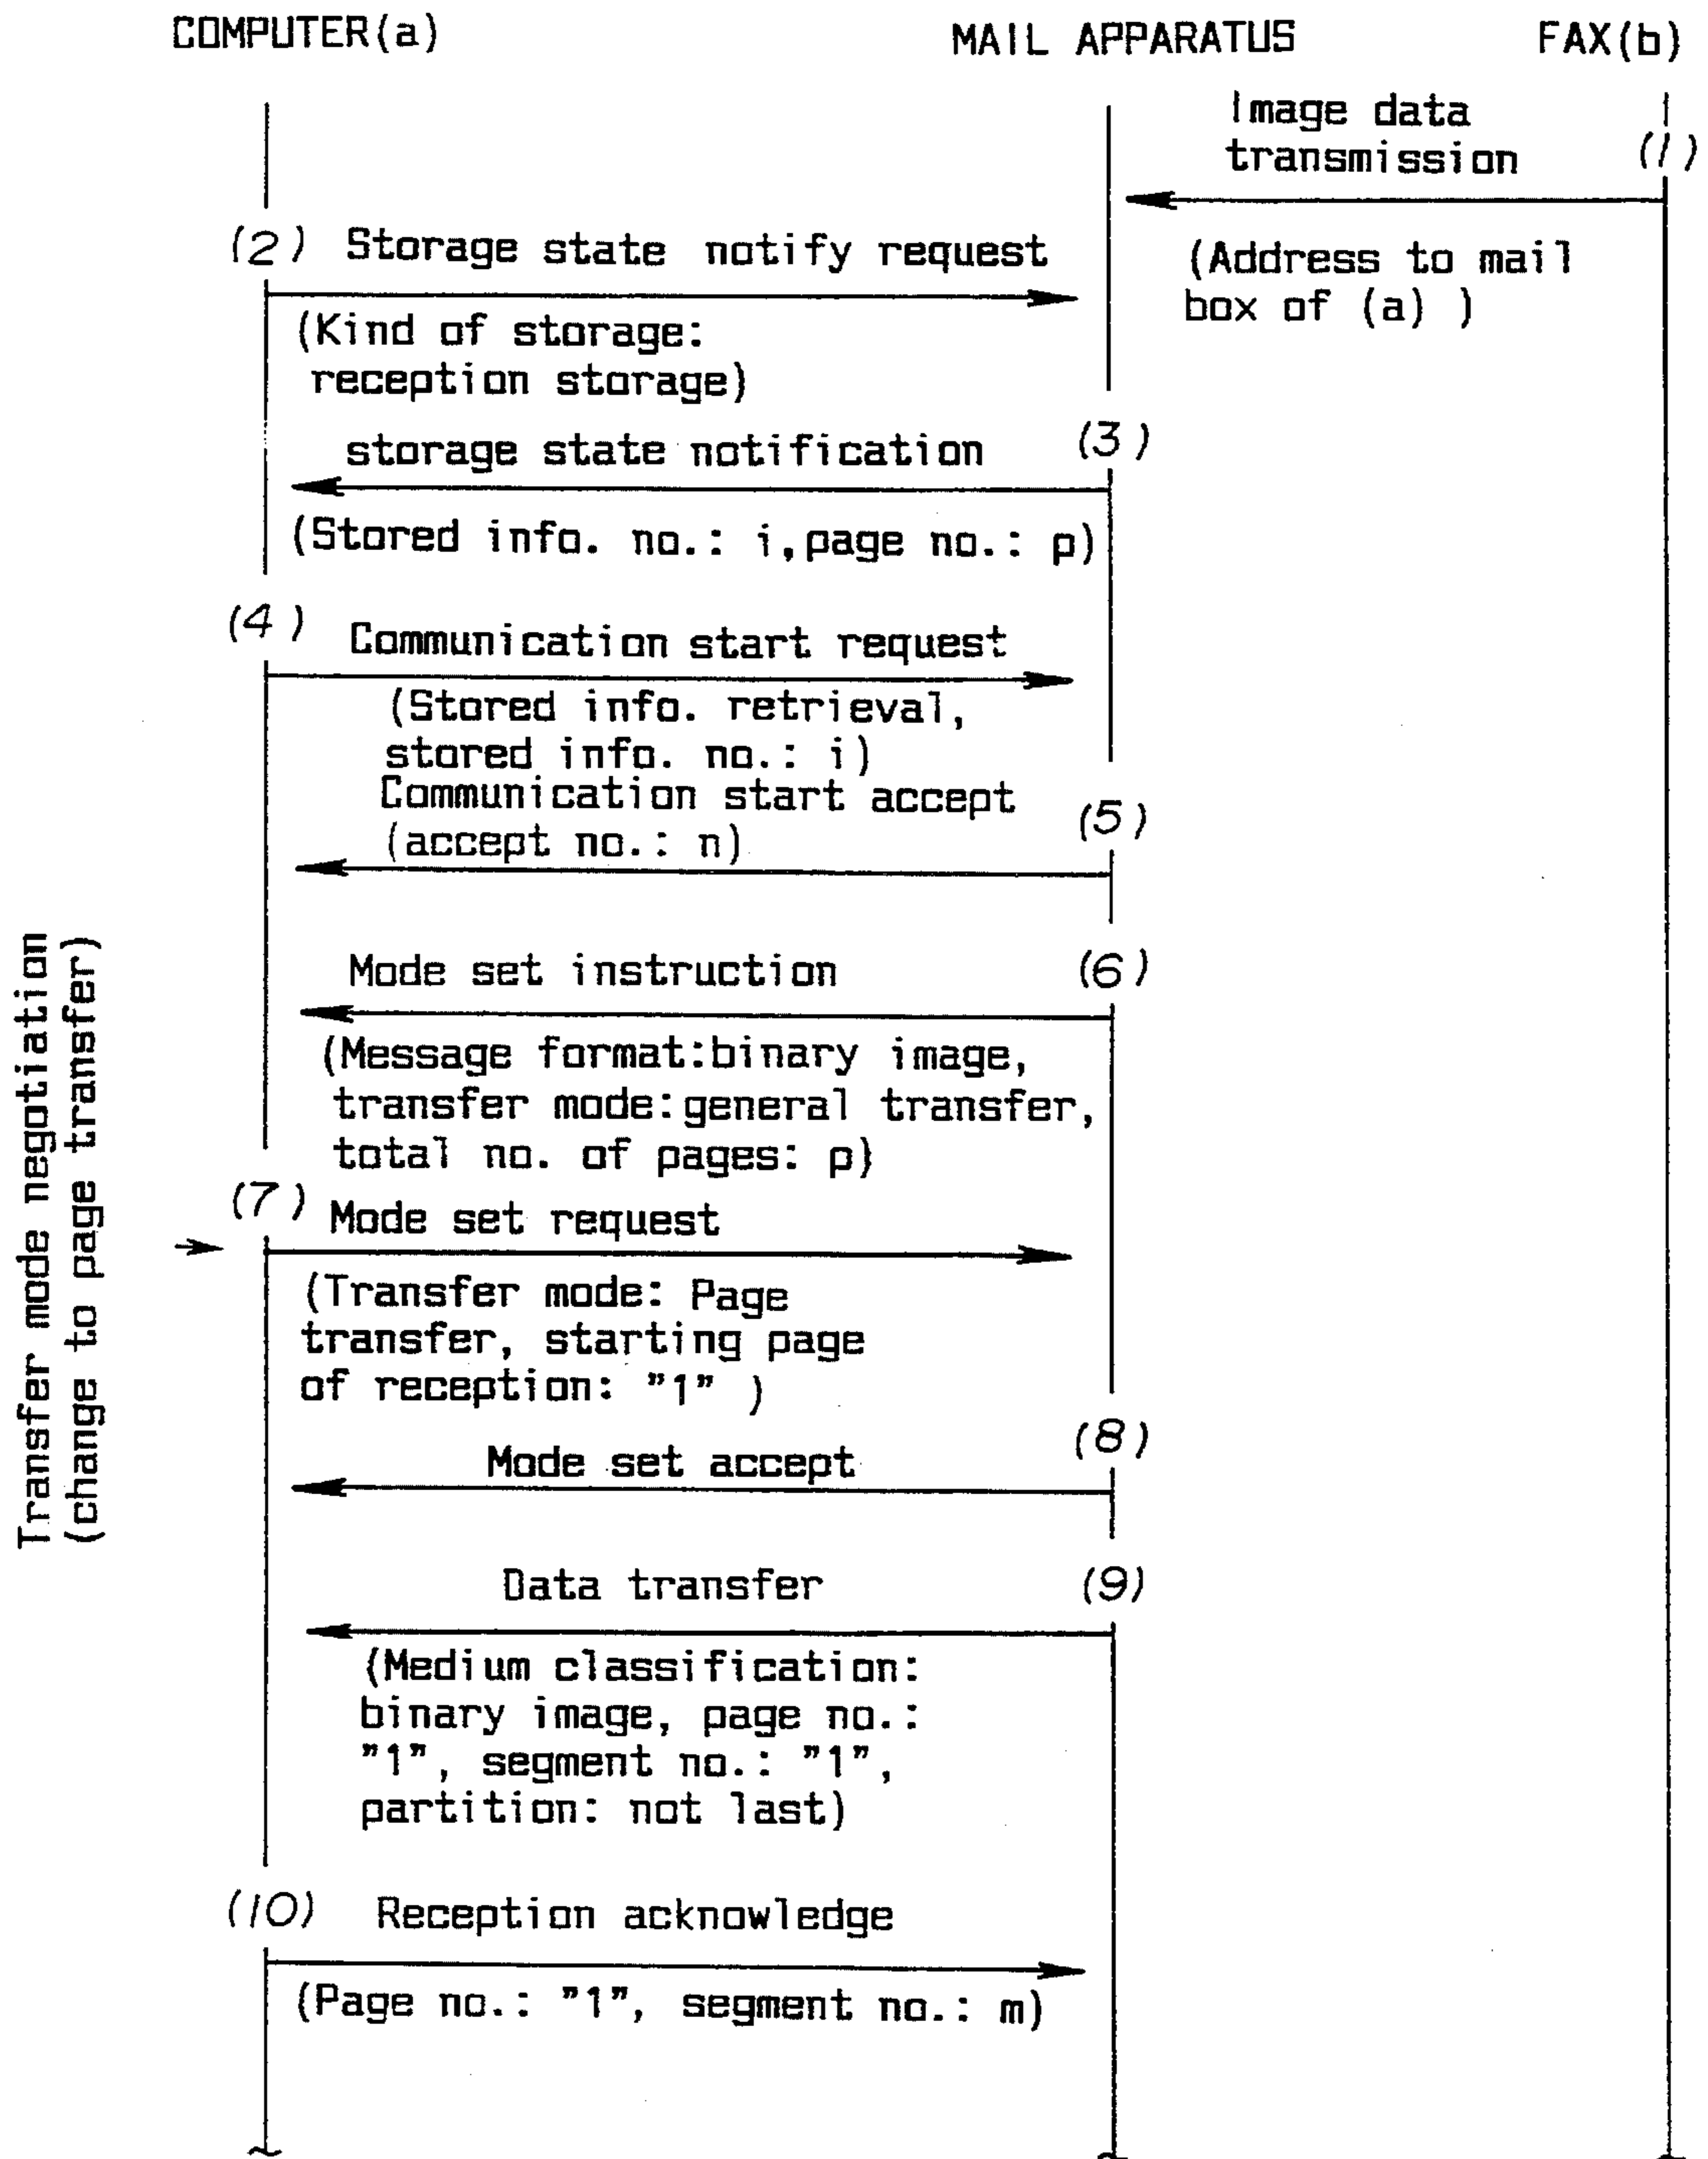 COMPUTER(a)
MAIL APPARATUS
FAX(b)
Image data
transmission
(1)
(Address to mail
box of (a) )
(2) Storage state notify request
(Kind of storage:
reception storage)
storage state notification
(3)
(Stored info. no.: i, page no.: p)
(4) Communication start request
(Stored info. retrieval,
stored info. no.: i)
Communication start accept
(accept no.: n)
(5)
Mode set instruction
(6)
(Message format:binary image,
transfer mode:general transfer,
total no. of pages: p)
Transfer mode negotiation
(change to page transfer)
(7) Mode set request
(Transfer mode: Page
transfer, starting page
of reception: "1" )
Mode set accept
(8)
Data transfer
(9)
(Medium classification:
binary image, page no.:
"1", segment no.: "1",
partition: not last)
(10) Reception acknowledge
(Page no.: "1", segment no.: m)